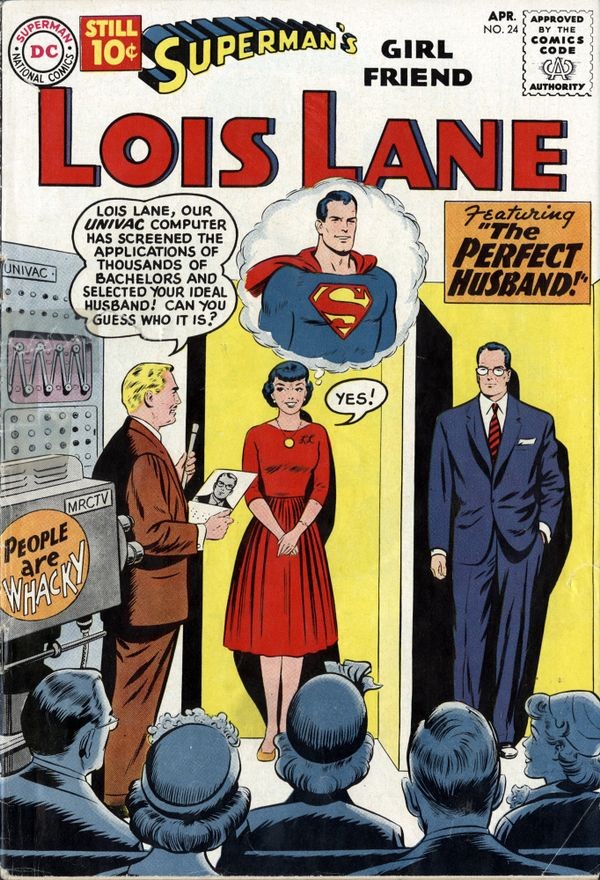 SUPERMAN
DC
NATIONAL COMICS
STILL
10¢
SUPERMAN'S
GIRL
FRIEND
APR.
NO. 24
APPROVED
BY THE
COMICS
CODE
CA
AUTHORITY
LOIS LANE
LOIS LANE, OUR
UNIVAC COMPUTER
HAS SCREENED THE
APPLICATIONS OF
THOUSANDS OF
BACHELORS AND
SELECTED YOUR IDEAL
HUSBAND! CAN YOU
GUESS WHO IT IS?
S
Featuring
"The
PERFECT
HUSBAND!"
UNIVAC
YES!
LL
MRCTV
PEOPLE
are
WHACKY